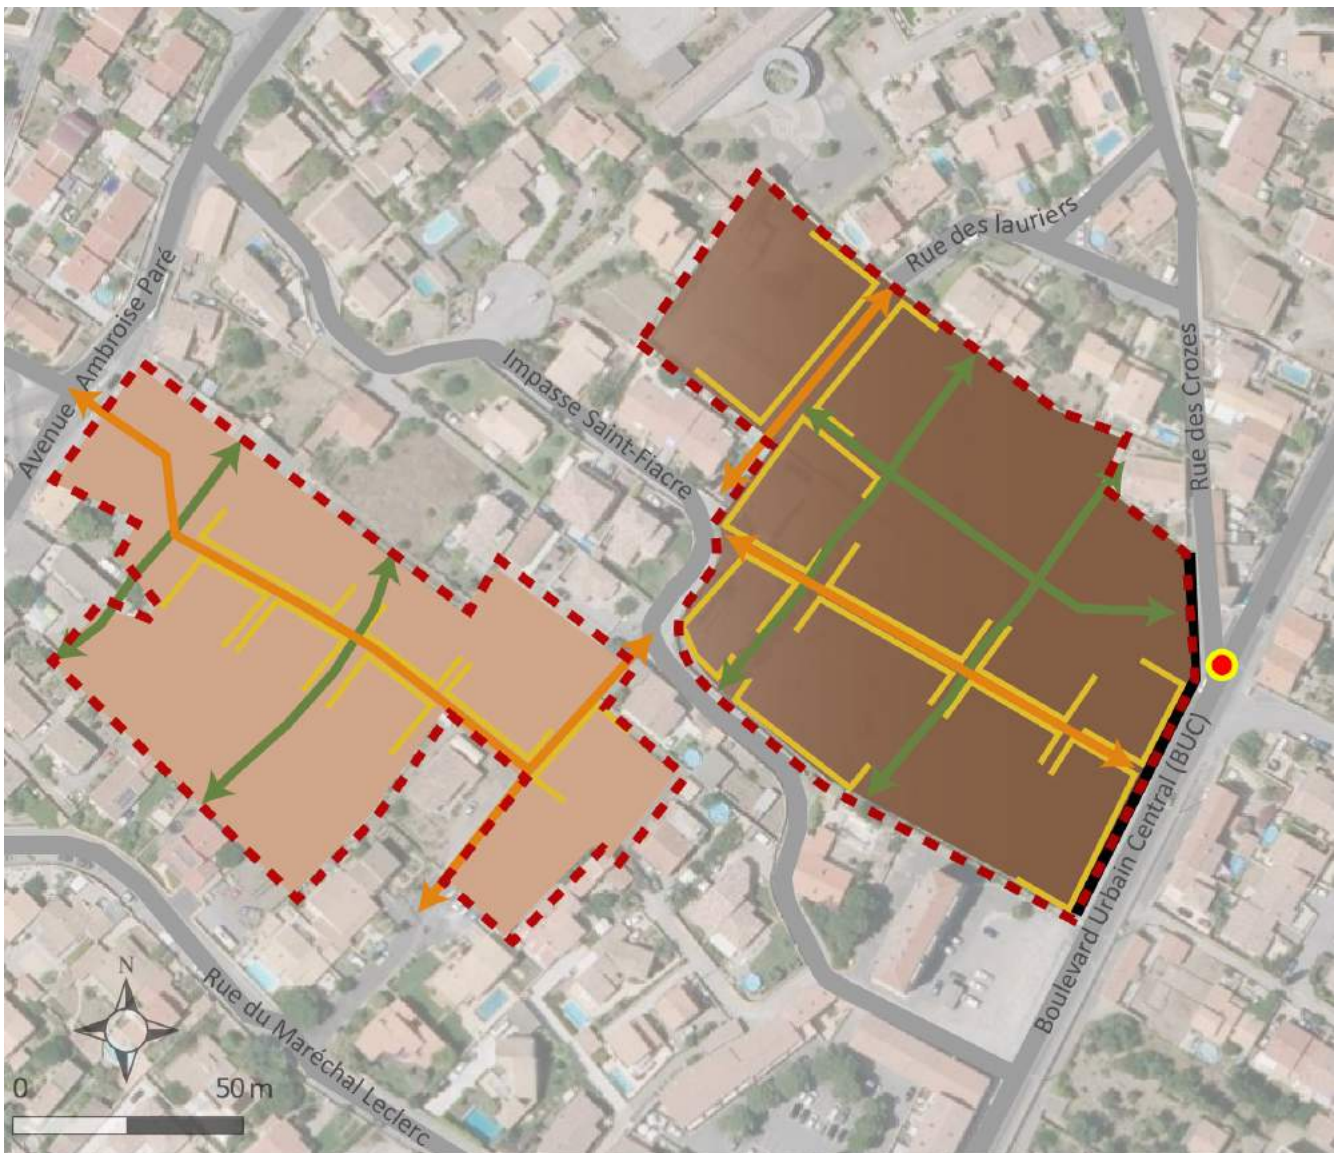 Rue des lauriers
Avenue Ambroise Paré
Impasse Saint-Fiacre
Rue des Crozes
Boulevard Urbain Central (BUC)
N
Rue du Maréchal Leclerc
0 50 m